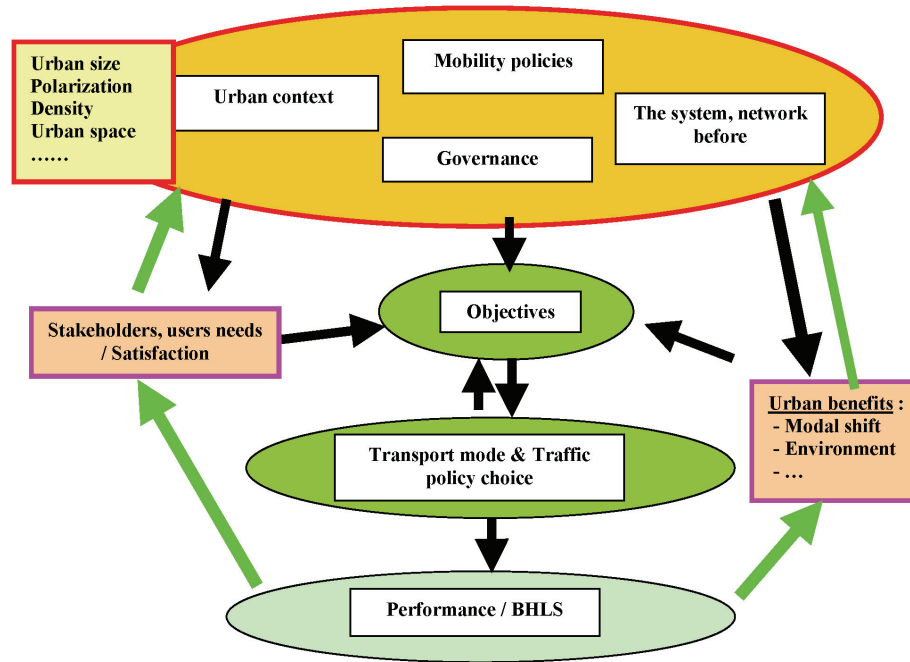 Urban size
Polarization
Density
Urban space
……
Urban context
Mobility policies
The system, network
before
Governance
Objectives
Stakeholders, users needs
/ Satisfaction
Urban benefits :
- Modal shift
- Environment
- …
Transport mode & Traffic
policy choice
Performance / BHLS